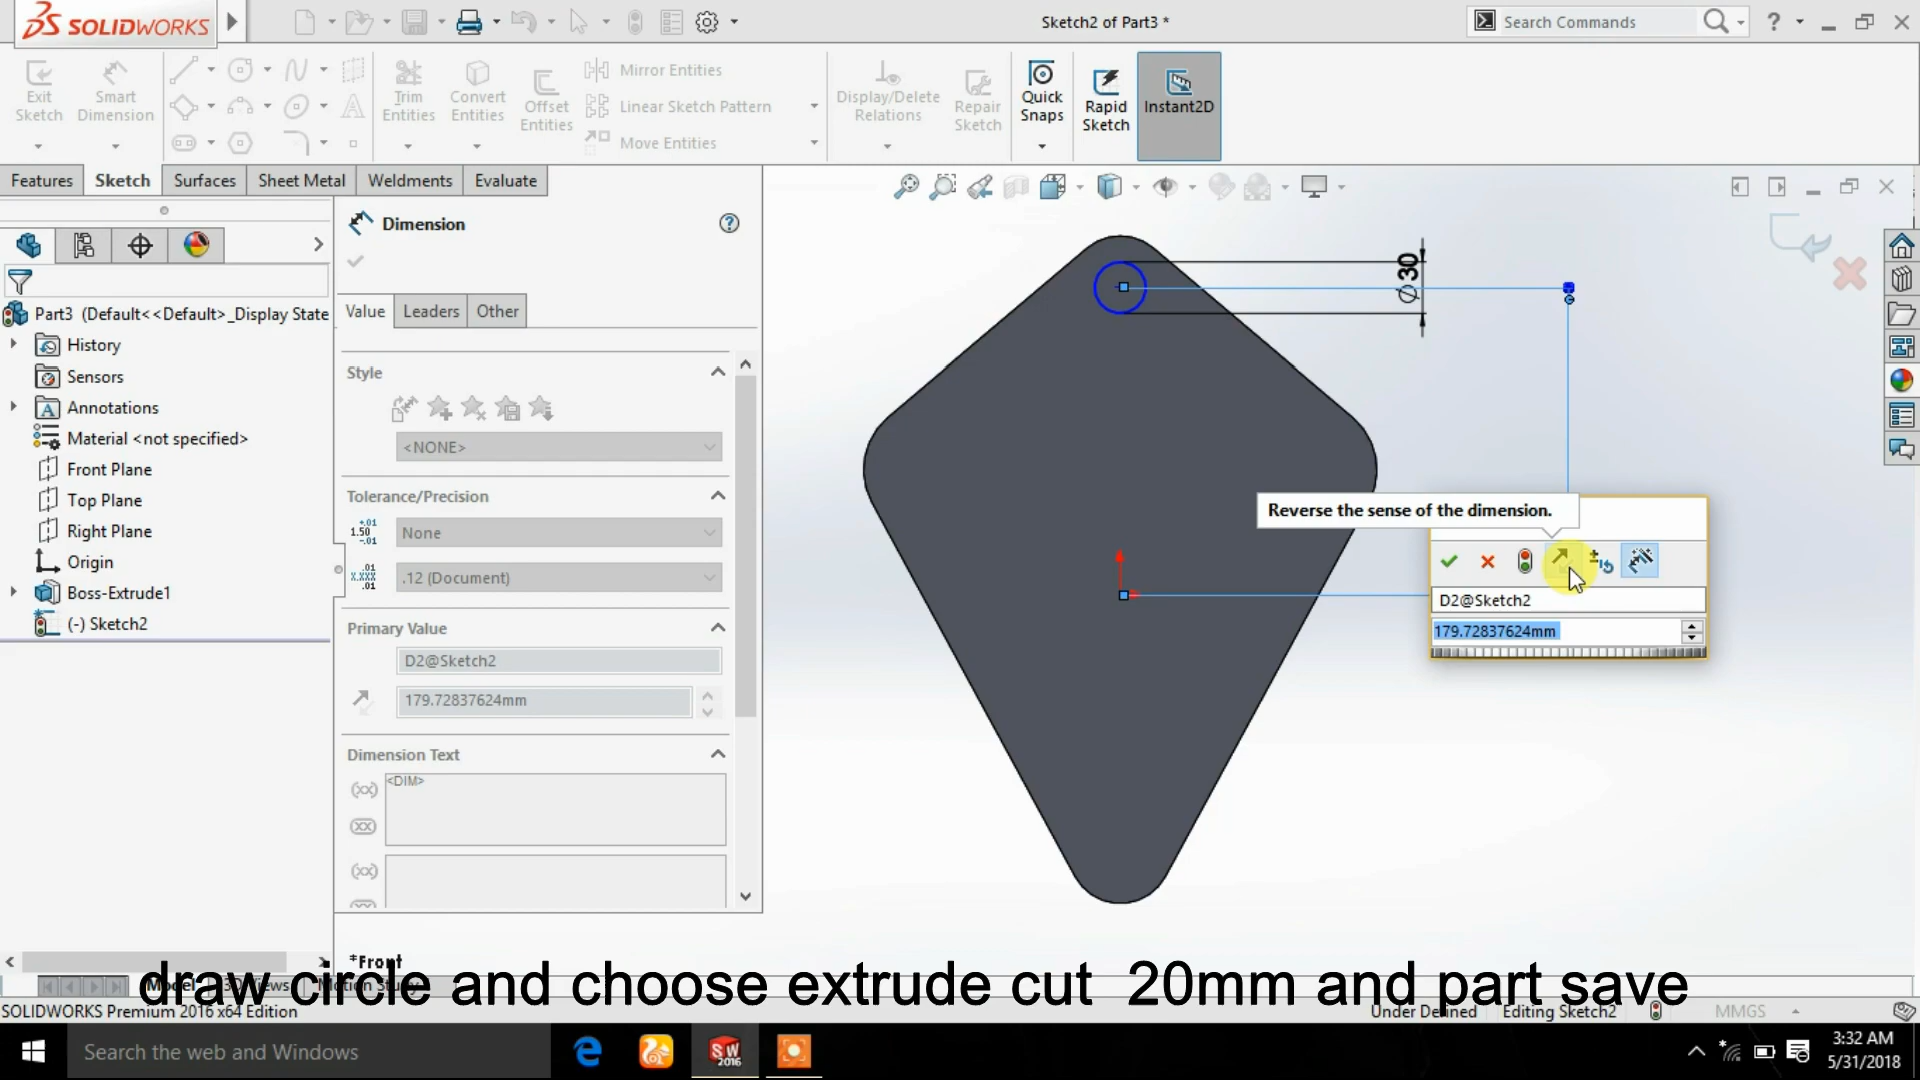 SOLIDWORKS
Sketch2 of Part3 *
Search Commands
?
Exit Sketch
Smart Dimension
Trim Entities
Convert Entities
Offset Entities
Mirror Entities
Linear Sketch Pattern
Move Entities
Display/Delete Relations
Repair Sketch
Quick Snaps
Rapid Sketch
Instant2D
Features
Sketch
Surfaces
Sheet Metal
Weldments
Evaluate
Part3 (Default<<Default>_Display State
History
Sensors
Annotations
Material <not specified>
Front Plane
Top Plane
Right Plane
Origin
Boss-Extrude1
(-) Sketch2
Dimension
Value
Leaders
Other
Style
<NONE>
Tolerance/Precision
None
.12 (Document)
Primary Value
D2@Sketch2
179.72837624mm
Dimension Text
<DIM>
∅30
Reverse the sense of the dimension.
D2@Sketch2
179.72837624mm
*Front
draw circle and choose extrude cut 20mm and part save
Model
Motion Study
SOLIDWORKS Premium 2016 x64 Edition
Under Defined
Editing Sketch2
MMGS
Search the web and Windows
SW
2016
3:32 AM
5/31/2018